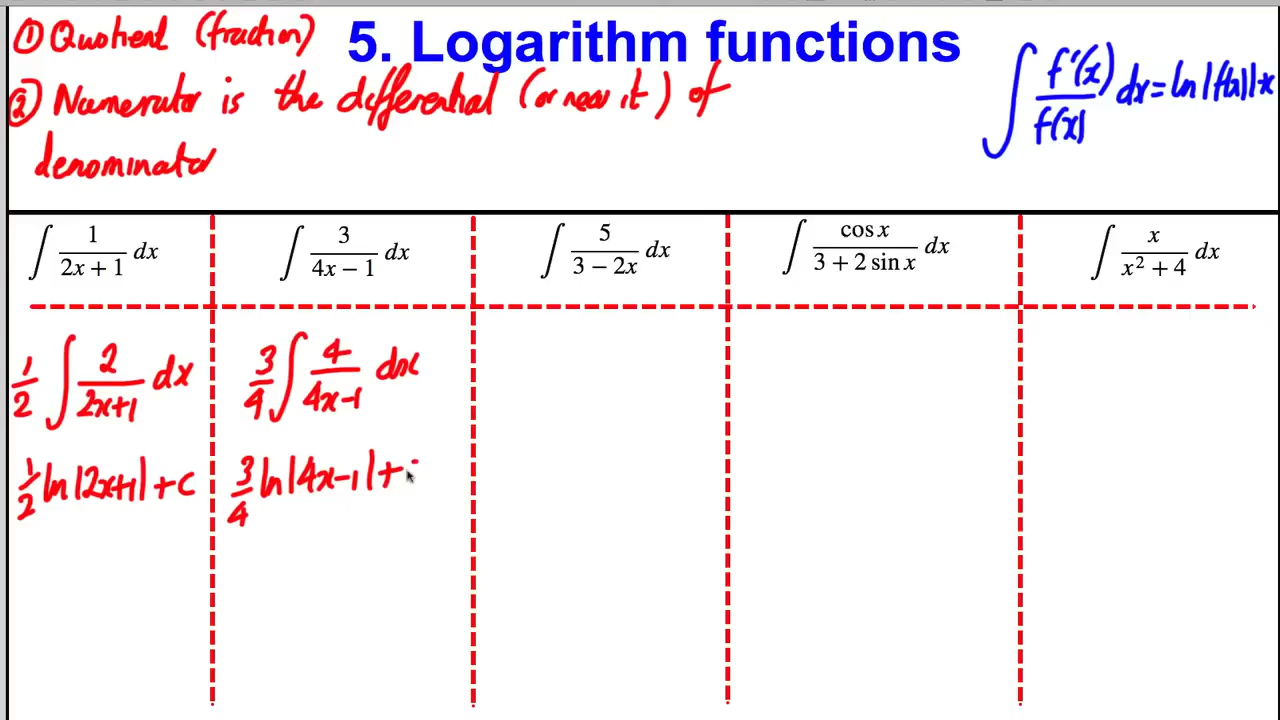 ① Quotient (fraction)
5. Logarithm functions
② Numerator is the differential (or near it) of
denominator
∫ f'(x)/f(x) dx = ln|f(x)|+x
∫ 1/(2x + 1) dx
∫ 3/(4x − 1) dx
∫ 5/(3 − 2x) dx
∫ cos x/(3 + 2 sin x) dx
∫ x/(x² + 4) dx
1/2 ∫ 2/(2x+1) dx
1/2 ln|2x+1| + c
3/4 ∫ 4/(4x-1) dx
3/4 ln|4x-1| +